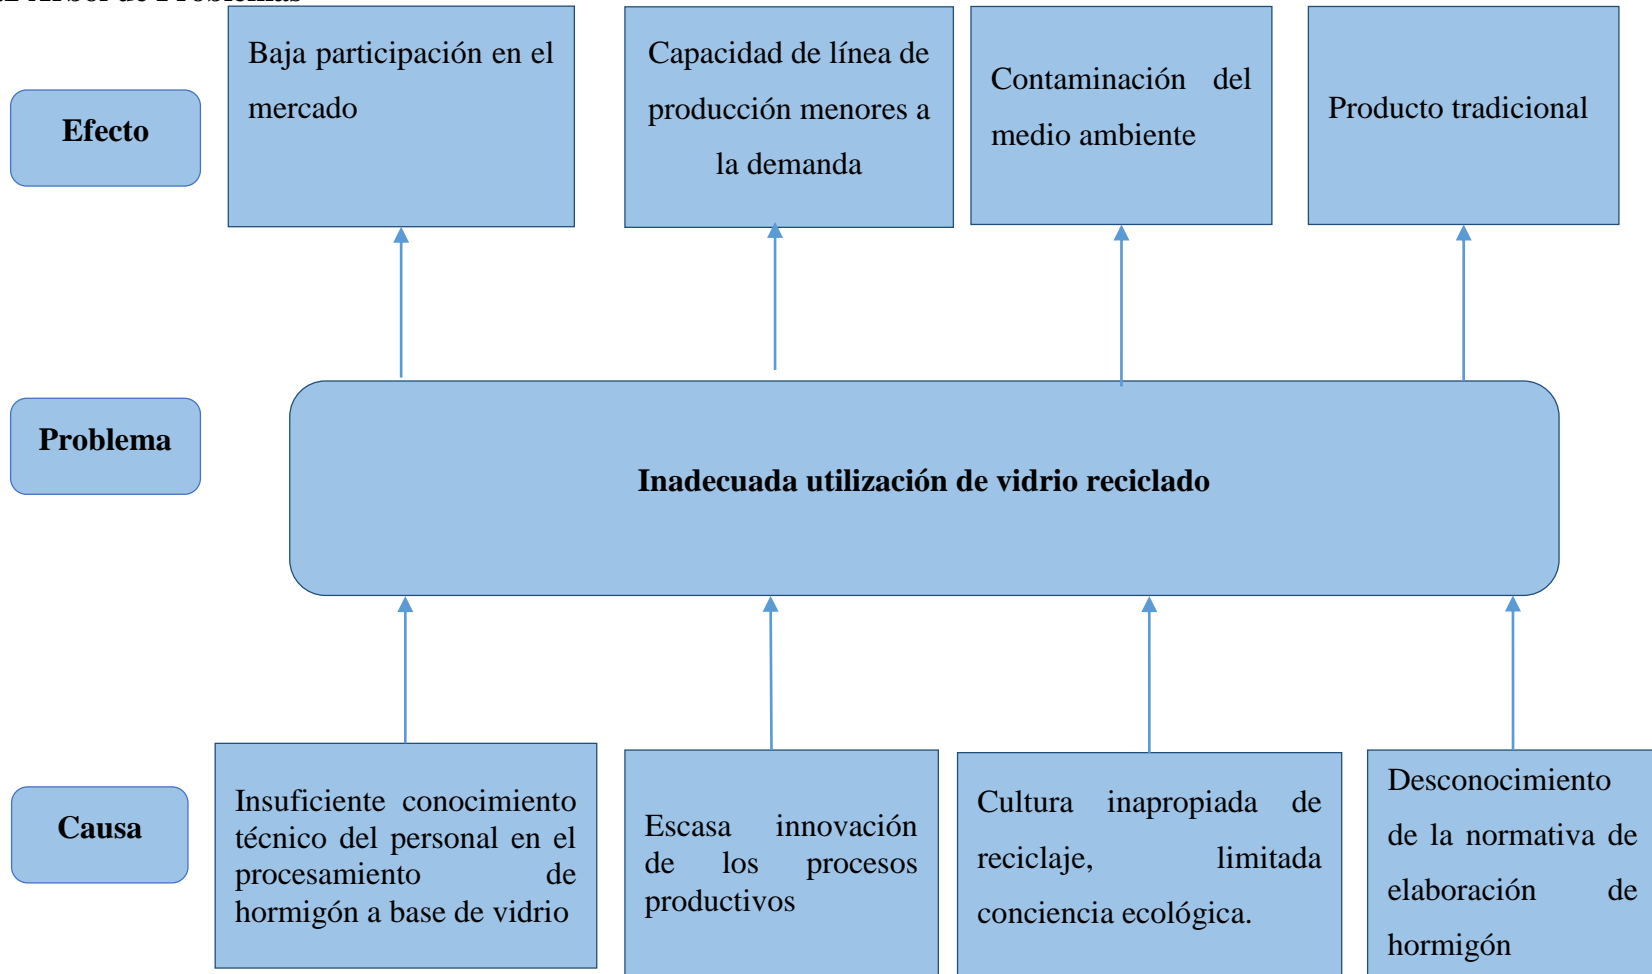 Árbol de Problemas
Baja participación en el
mercado
Capacidad de línea de
producción menores a
la demanda
Contaminación del
medio ambiente
Producto tradicional
Efecto
Problema
Inadecuada utilización de vidrio reciclado
Causa
Insuficiente conocimiento
técnico del personal en el
procesamiento de
hormigón a base de vidrio
Escasa innovación
de los procesos
productivos
Cultura inapropiada de
reciclaje, limitada
conciencia ecológica.
Desconocimiento
de la normativa de
elaboración de
hormigón